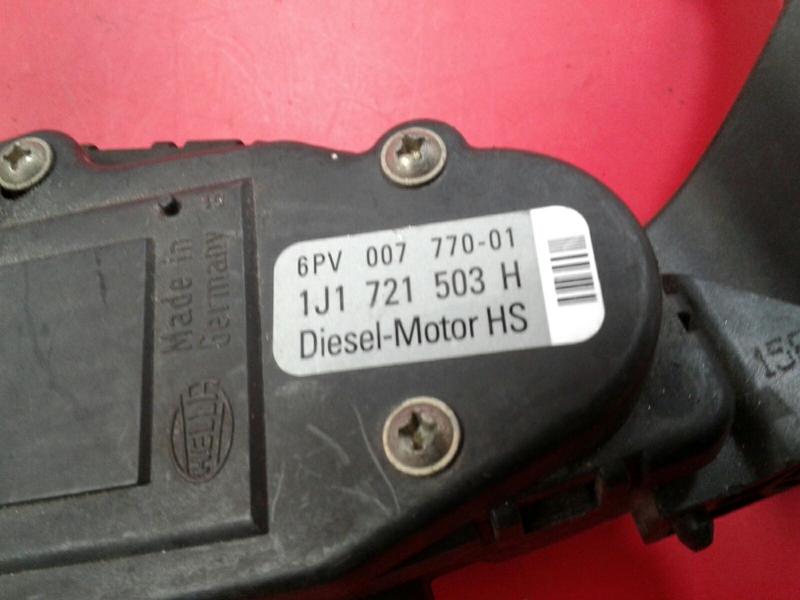 6PV 007 770-01
1J1 721 503 H
Diesel-Motor HS
Made in
Germany
HELLA